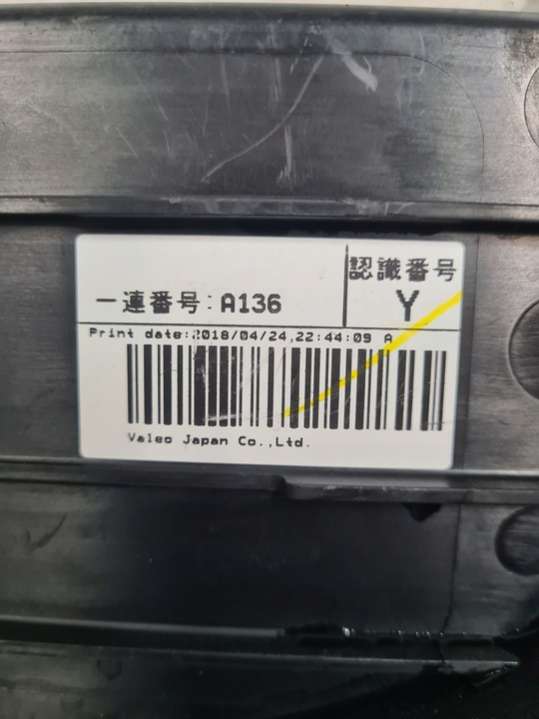 認識番号
一連番号:A136
Y
Print date:2018/04/24,22:44:09 A
Valeo Japan Co.,Ltd.